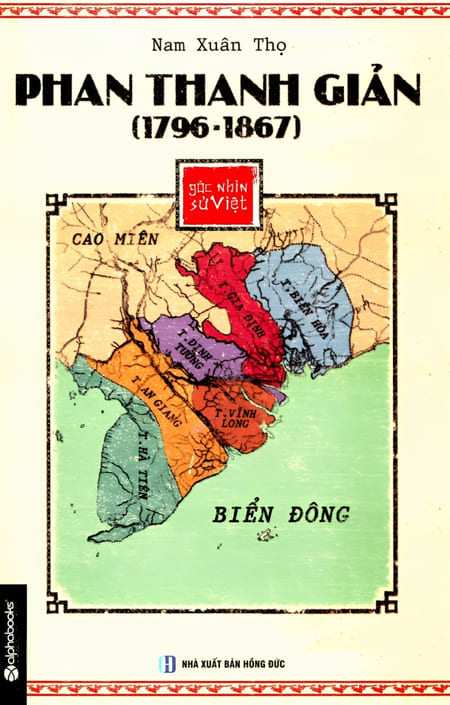 Nam Xuân Thọ
PHAN THANH GIẢN
(1796-1867)
góc nhìn
sử Việt
CAO MIÊN
T. GIA ĐỊNH
T. BIÊN HÒA
T. ĐỊNH
TƯỜNG
T. AN GIANG
T. VĨNH
LONG
T. HÀ TIÊN
BIỂN ĐÔNG
alphabooks
NHÀ XUẤT BẢN HỒNG ĐỨC